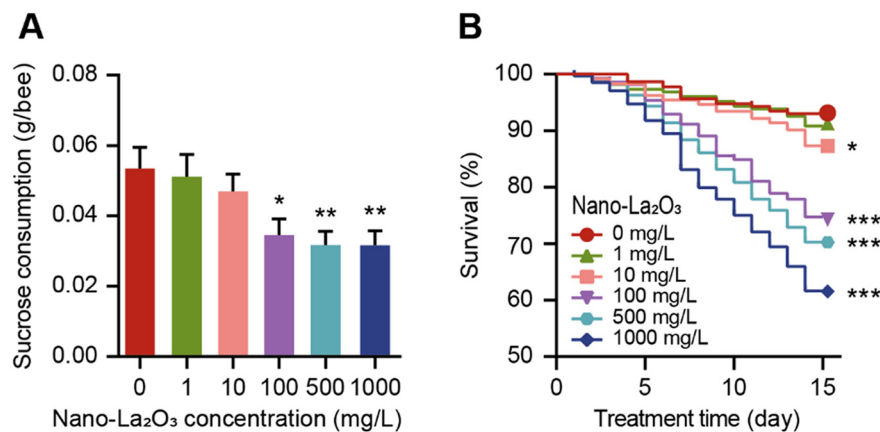 A
Sucrose consumption (g/bee)
0.08
0.06
0.04
0.02
0.00
*
**
**
0 1 10 100 500 1000
Nano-La₂O₃ concentration (mg/L)
B
Survival (%)
100
90
80
70
60
50
Nano-La₂O₃
0 mg/L
1 mg/L
10 mg/L
100 mg/L
500 mg/L
1000 mg/L
*
***
***
***
0 5 10 15
Treatment time (day)